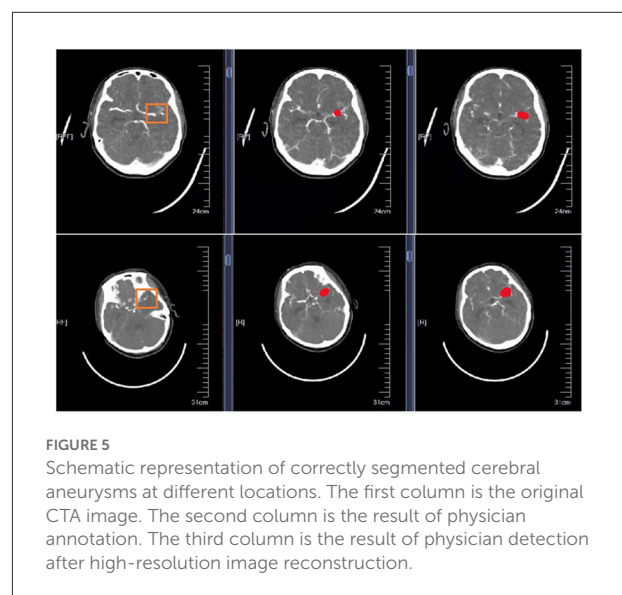 24cm
24cm
24cm
31cm
[R]
31cm
[R]
31cm
FIGURE 5
Schematic representation of correctly segmented cerebral
aneurysms at different locations. The first column is the original
CTA image. The second column is the result of physician
annotation. The third column is the result of physician detection
after high-resolution image reconstruction.